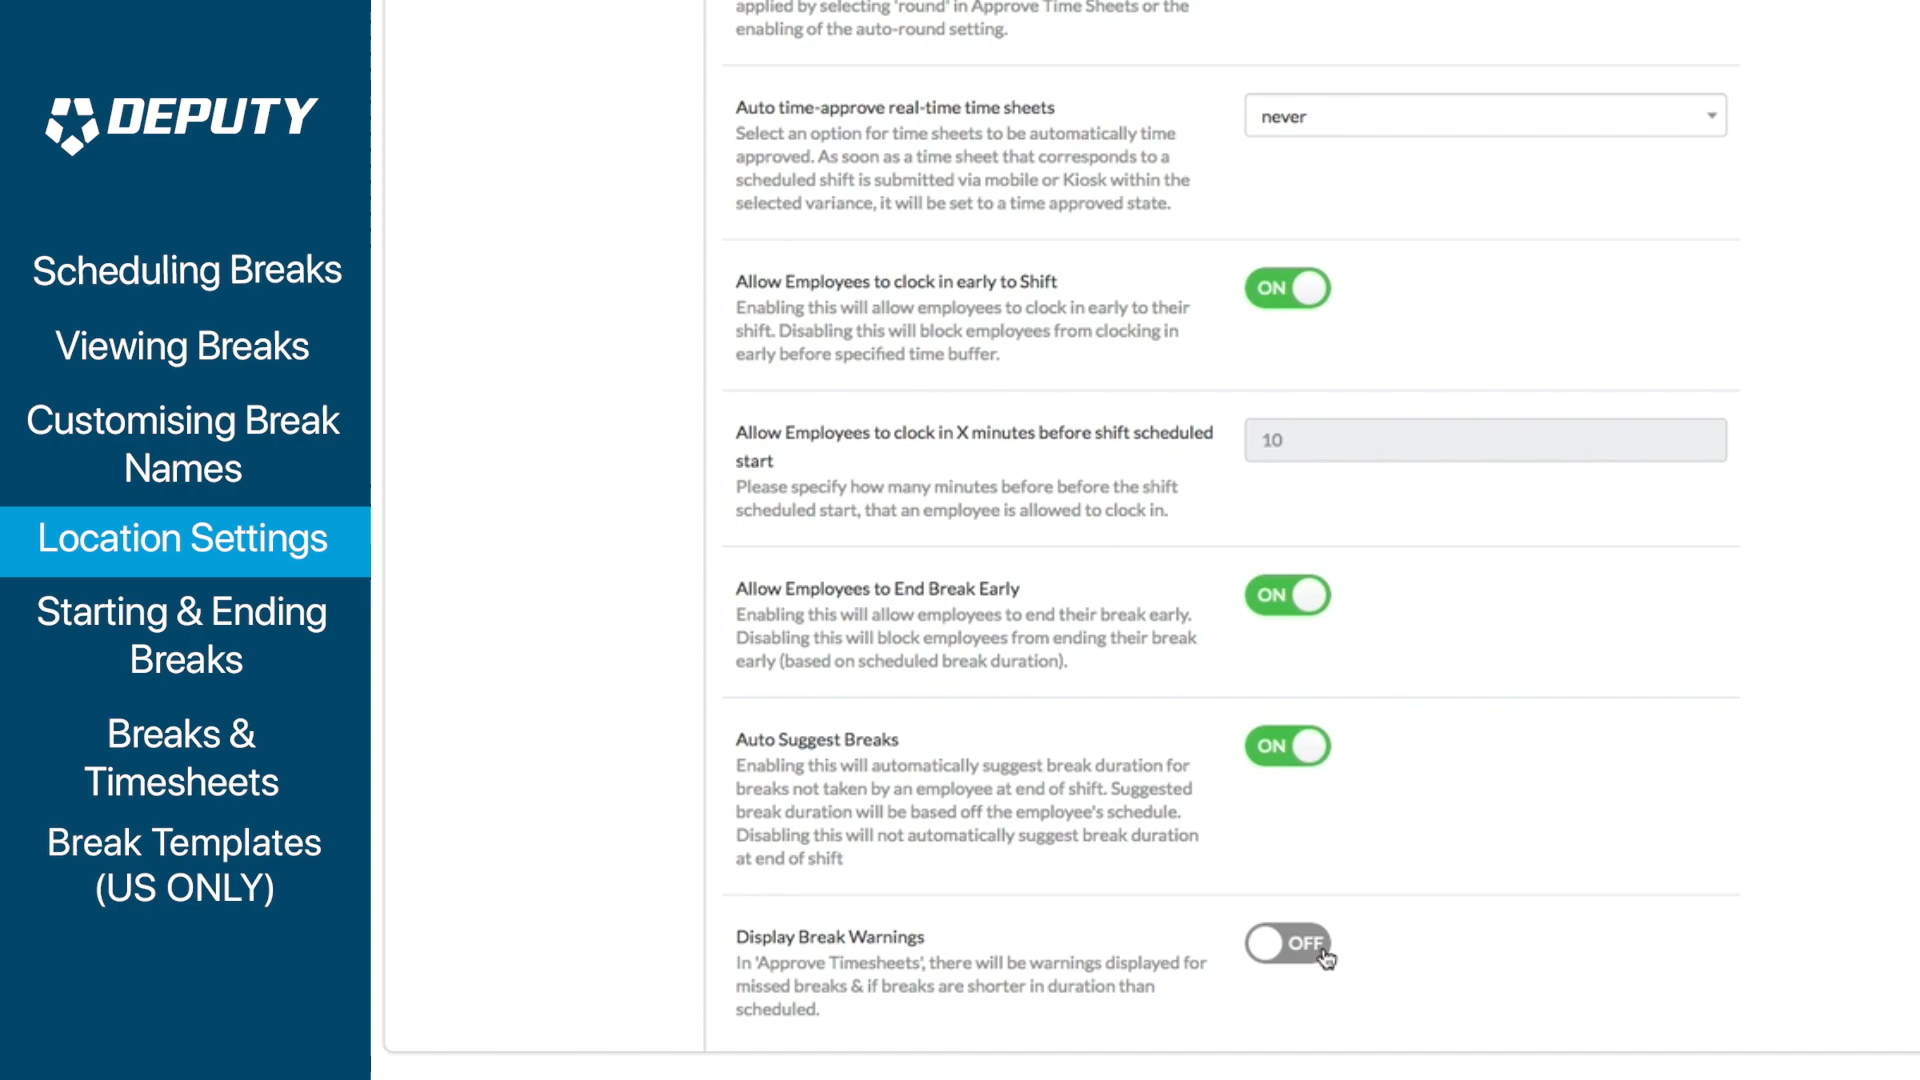 DEPUTY
Scheduling Breaks
Viewing Breaks
Customising Break
Names
Location Settings
Starting & Ending
Breaks
Breaks &
Timesheets
Break Templates
(US ONLY)
applied by selecting 'round' in Approve Time Sheets or the
enabling of the auto-round setting.
Auto time-approve real-time time sheets
Select an option for time sheets to be automatically time
approved. As soon as a time sheet that corresponds to a
scheduled shift is submitted via mobile or Kiosk within the
selected variance, it will be set to a time approved state.
never
Allow Employees to clock in early to Shift
Enabling this will allow employees to clock in early to their
shift. Disabling this will block employees from clocking in
early before specified time buffer.
ON
Allow Employees to clock in X minutes before shift scheduled
start
Please specify how many minutes before before the shift
scheduled start, that an employee is allowed to clock in.
10
Allow Employees to End Break Early
Enabling this will allow employees to end their break early.
Disabling this will block employees from ending their break
early (based on scheduled break duration).
ON
Auto Suggest Breaks
Enabling this will automatically suggest break duration for
breaks not taken by an employee at end of shift. Suggested
break duration will be based off the employee's schedule.
Disabling this will not automatically suggest break duration
at end of shift
ON
Display Break Warnings
In 'Approve Timesheets', there will be warnings displayed for
missed breaks & if breaks are shorter in duration than
scheduled.
OFF